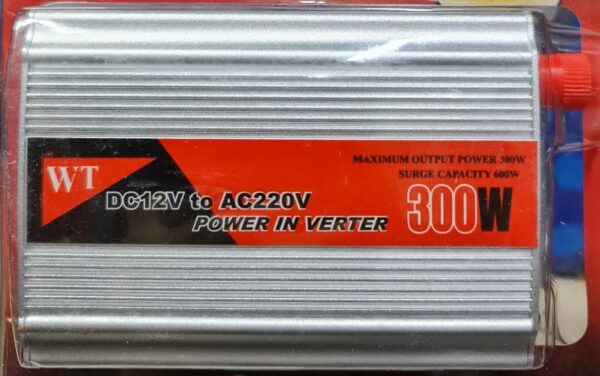 WT
MAXIMUM OUTPUT POWER 300W
SURGE CAPACITY 600W
DC12V to AC220V
POWER IN VERTER
300W